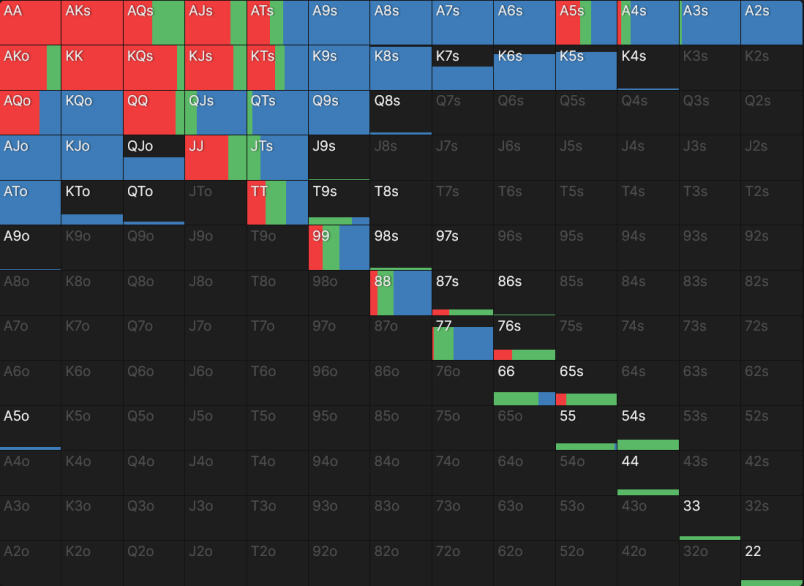 AA AKs AQs AJs ATs A9s A8s A7s A6s A5s A4s A3s A2s
AKo KK KQs KJs KTs K9s K8s K7s K6s K5s K4s K3s K2s
AQo KQo QQ QJs QTs Q9s Q8s Q7s Q6s Q5s Q4s Q3s Q2s
AJo KJo QJo JJ JTs J9s J8s J7s J6s J5s J4s J3s J2s
ATo KTo QTo JTo TT T9s T8s T7s T6s T5s T4s T3s T2s
A9o K9o Q9o J9o T9o 99 98s 97s 96s 95s 94s 93s 92s
A8o K8o Q8o J8o T8o 98o 88 87s 86s 85s 84s 83s 82s
A7o K7o Q7o J7o T7o 97o 87o 77 76s 75s 74s 73s 72s
A6o K6o Q6o J6o T6o 96o 86o 76o 66 65s 64s 63s 62s
A5o K5o Q5o J5o T5o 95o 85o 75o 65o 55 54s 53s 52s
A4o K4o Q4o J4o T4o 94o 84o 74o 64o 54o 44 43s 42s
A3o K3o Q3o J3o T3o 93o 83o 73o 63o 53o 43o 33 32s
A2o K2o Q2o J2o T2o 92o 82o 72o 62o 52o 42o 32o 22